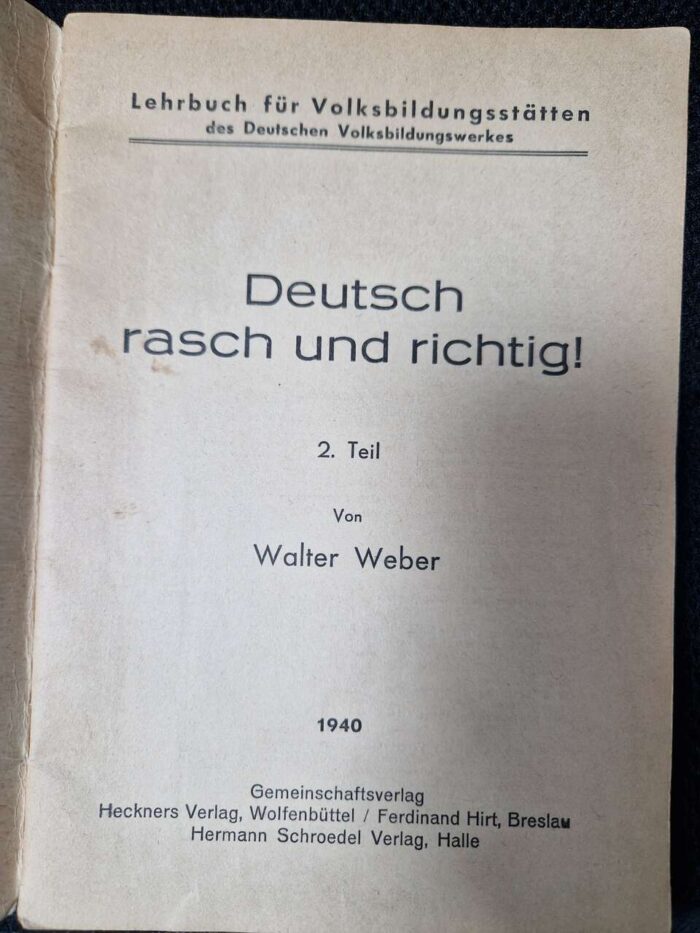 Lehrbuch für Volksbildungsstätten
des Deutschen Volksbildungswerkes
Deutsch
rasch und richtig!
2. Teil
Von
Walter Weber
1940
Gemeinschaftsverlag
Heckners Verlag, Wolfenbüttel / Ferdinand Hirt, Breslau
Hermann Schroedel Verlag, Halle